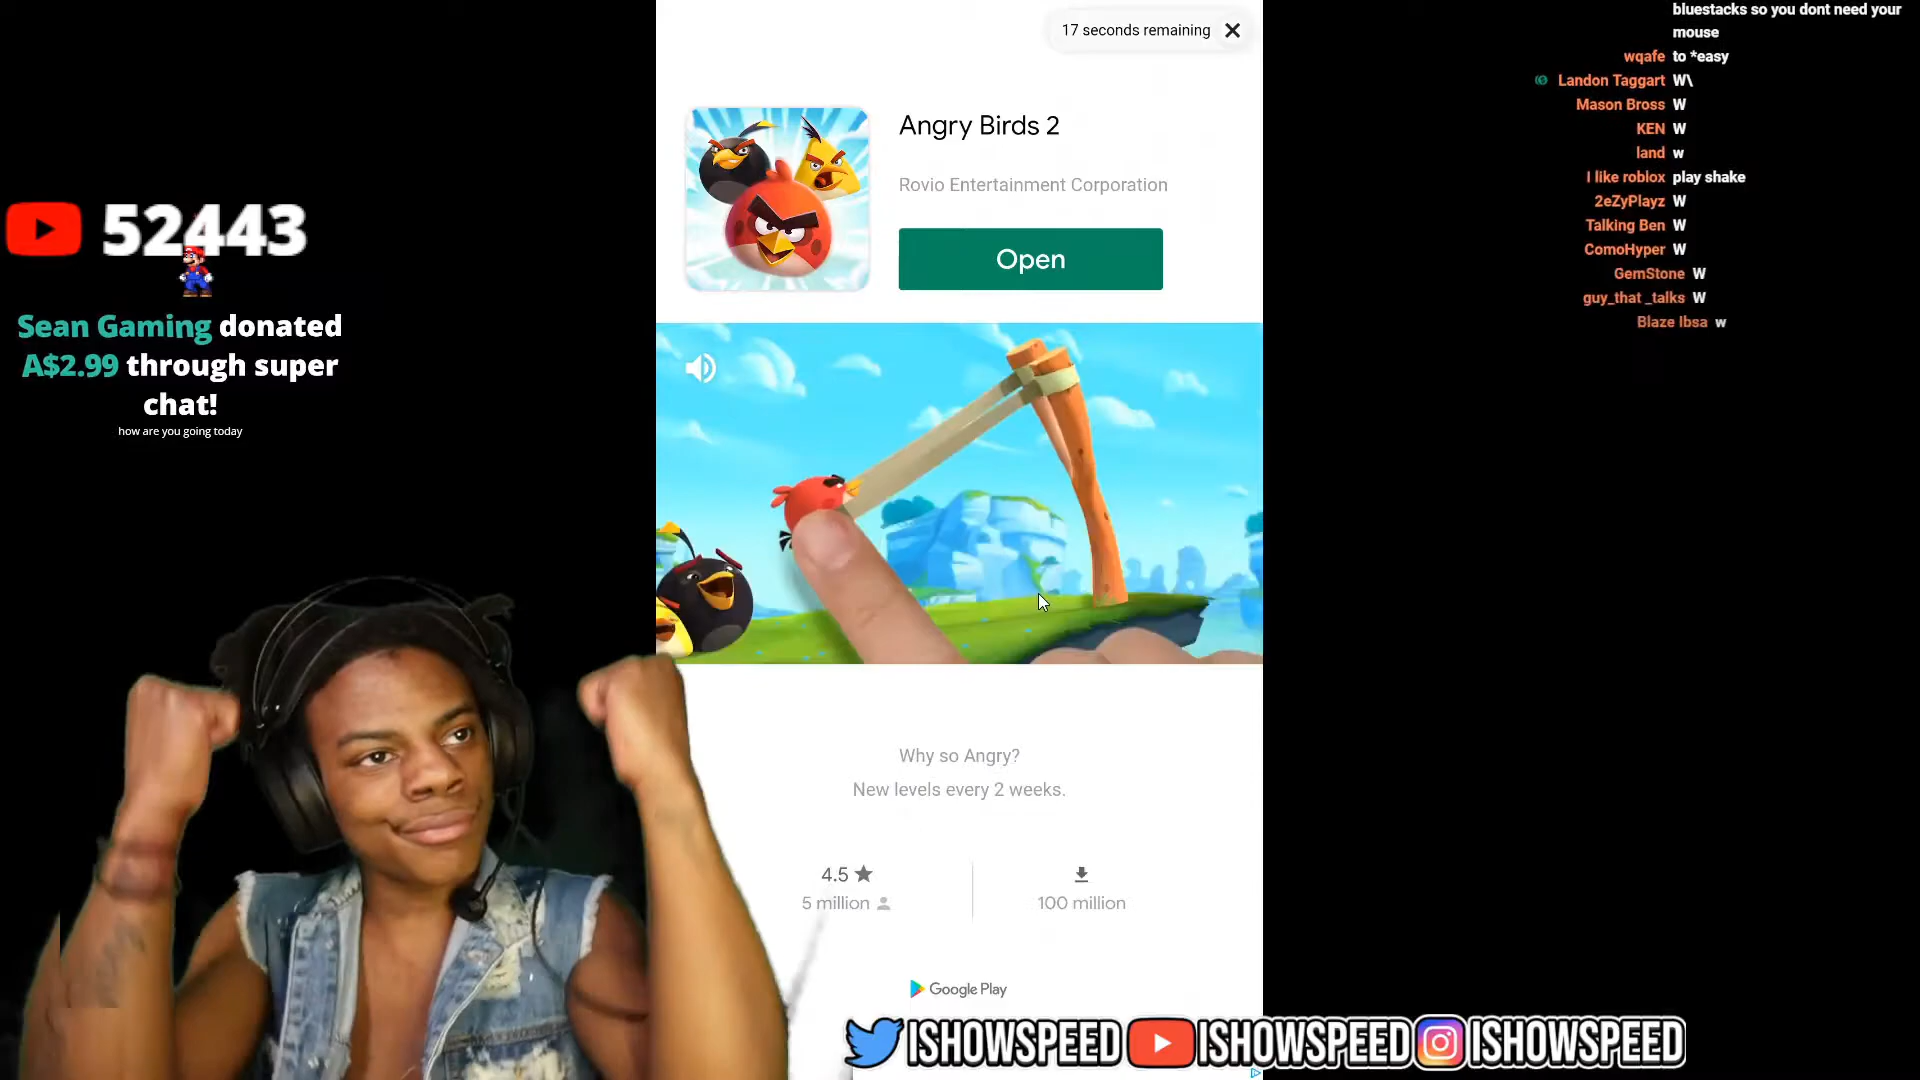 17 seconds remaining
Angry Birds 2
Rovio Entertainment Corporation
Open
52443
Sean Gaming donated
A$2.99 through super
chat!
how are you going today
Why so Angry?
New levels every 2 weeks.
4.5
5 million
100 million
Google Play
ISHOWSPEED ISHOWSPEED ISHOWSPEED
bluestacks so you dont need your
mouse
wqafe to *easy
Landon Taggart W\
Mason Bross W
KEN W
land w
I like roblox play shake
2eZyPlayz W
Talking Ben W
ComoHyper W
GemStone W
guy_that _talks W
Blaze Ibsa w